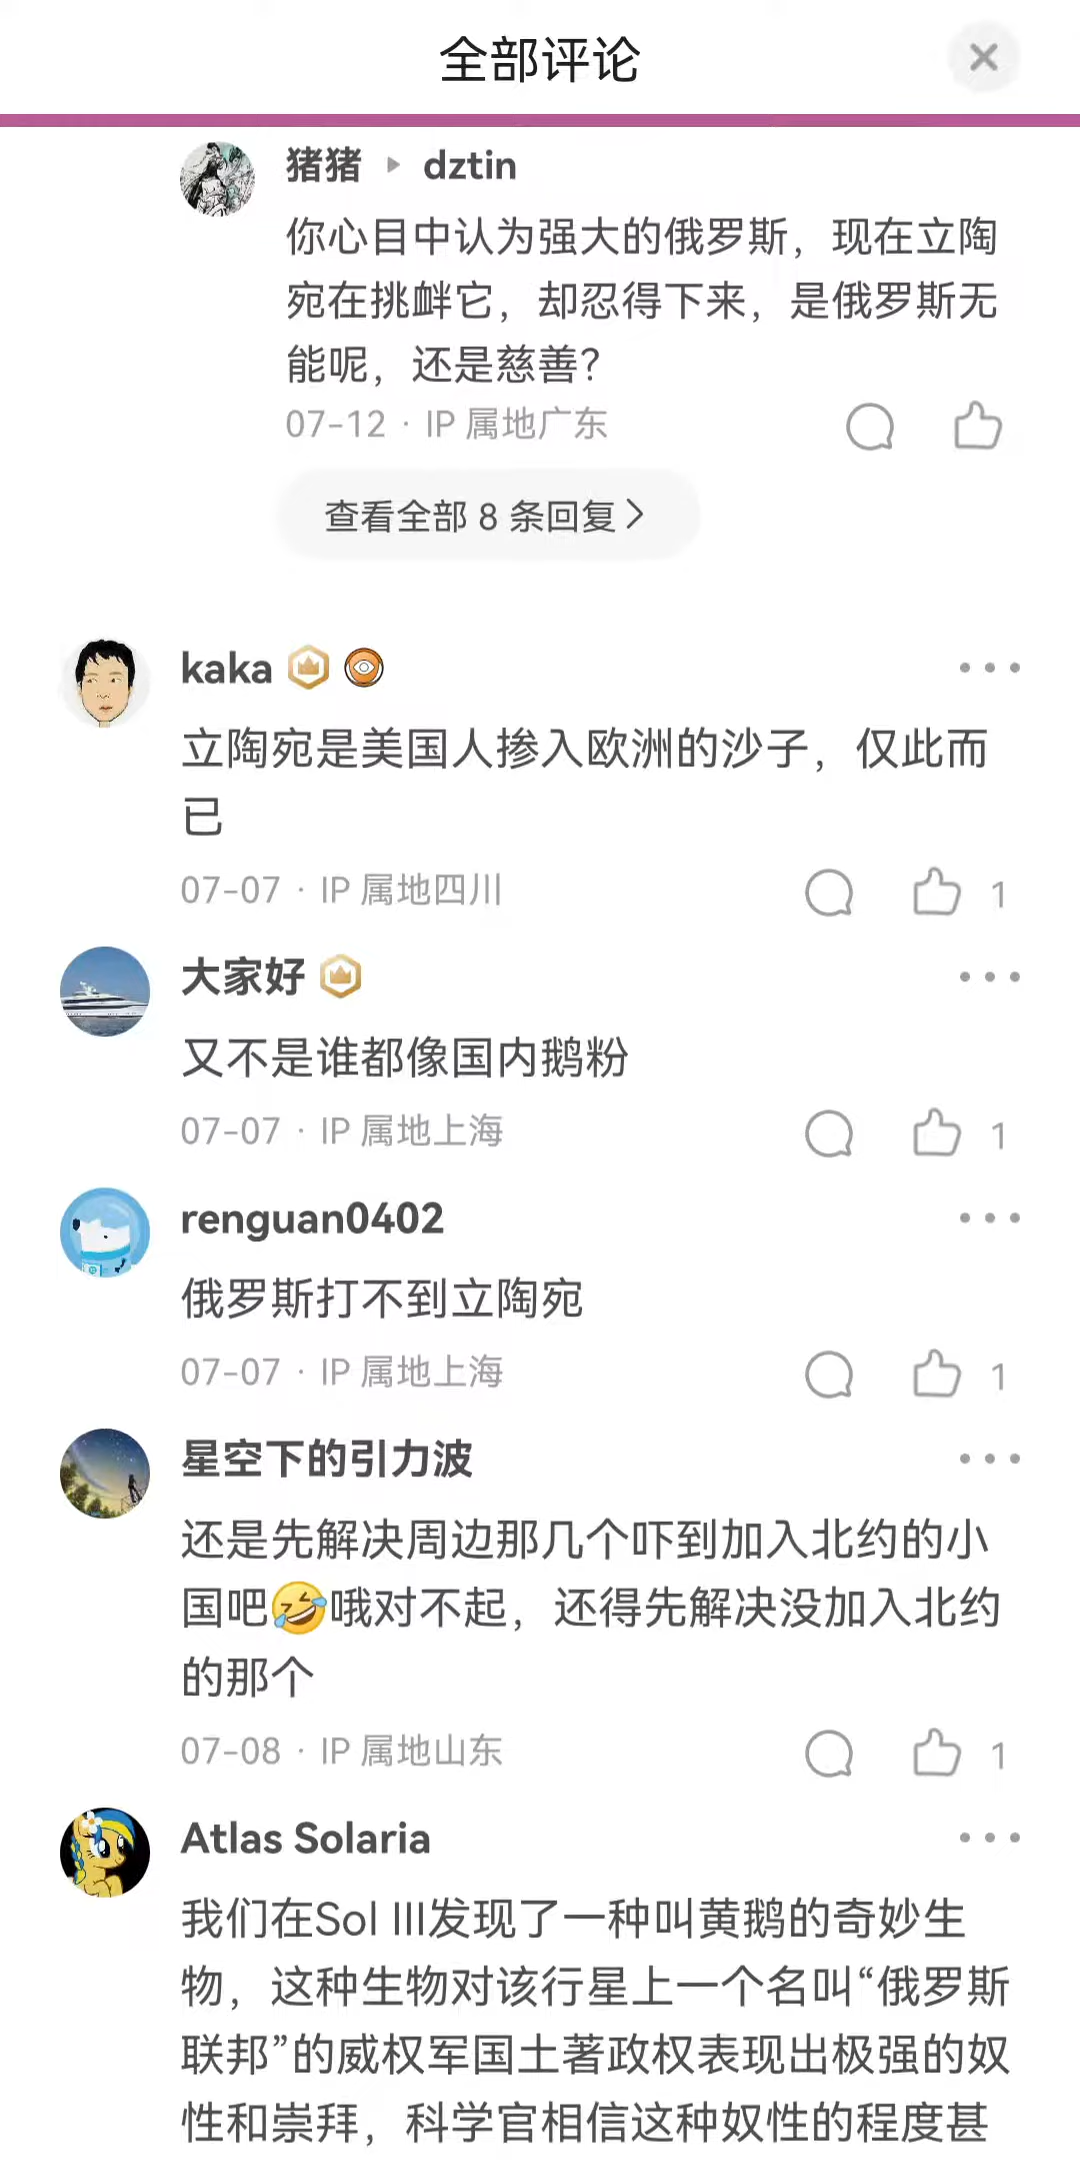 全部评论
猪猪 ▸ dztin
你心目中认为强大的俄罗斯，现在立陶
宛在挑衅它，却忍得下来，是俄罗斯无
能呢，还是慈善？
07-12 · IP 属地广东
查看全部 8 条回复
kaka
立陶宛是美国人掺入欧洲的沙子，仅此而
已
07-07 · IP 属地四川 1
大家好
又不是谁都像国内鹅粉
07-07 · IP 属地上海 1
renguan0402
俄罗斯打不到立陶宛
07-07 · IP 属地上海 1
星空下的引力波
还是先解决周边那几个吓到加入北约的小
国吧🤣哦对不起，还得先解决没加入北约
的那个
07-08 · IP 属地山东 1
Atlas Solaria
我们在Sol III发现了一种叫黄鹅的奇妙生
物，这种生物对该行星上一个名叫“俄罗斯
联邦”的威权军国土著政权表现出极强的奴
性和崇拜，科学官相信这种奴性的程度甚